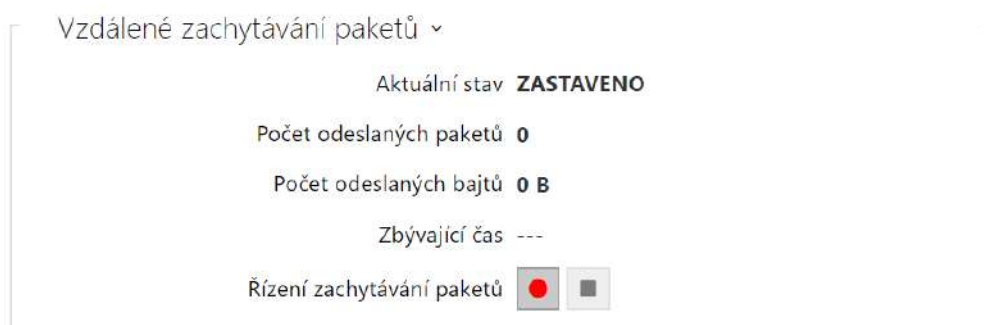 Vzdálené zachytávání paketů
Aktuální stav ZASTAVENO
Počet odeslaných paketů 0
Počet odeslaných bajtů 0 B
Zbývající čas ---
Řízení zachytávání paketů